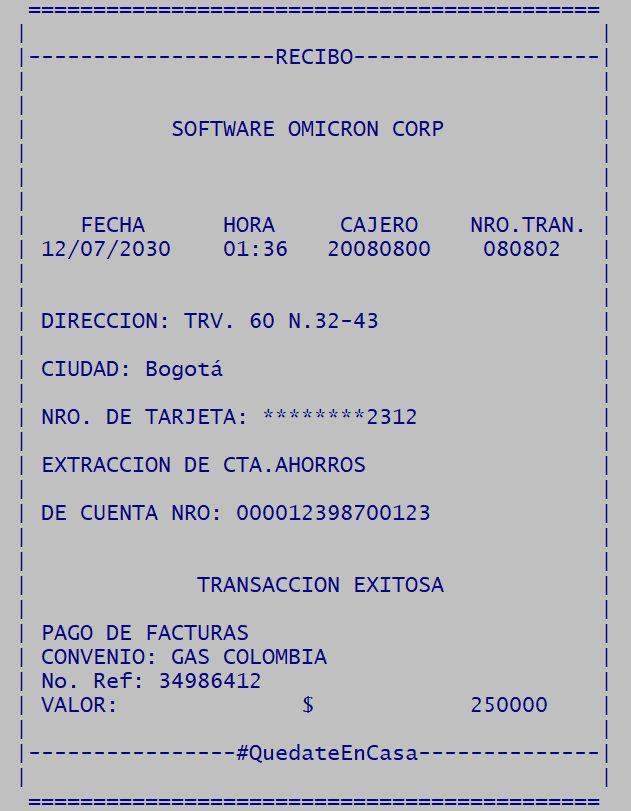 RECIBO
SOFTWARE OMICRON CORP
FECHA HORA CAJERO NRO.TRAN.
12/07/2030 01:36 20080800 080802
DIRECCION: TRV. 60 N.32-43
CIUDAD: Bogotá
NRO. DE TARJETA: ********2312
EXTRACCION DE CTA.AHORROS
DE CUENTA NRO: 000012398700123
TRANSACCION EXITOSA
PAGO DE FACTURAS
CONVENIO: GAS COLOMBIA
No. Ref: 34986412
VALOR: $ 250000
#QuedateEnCasa